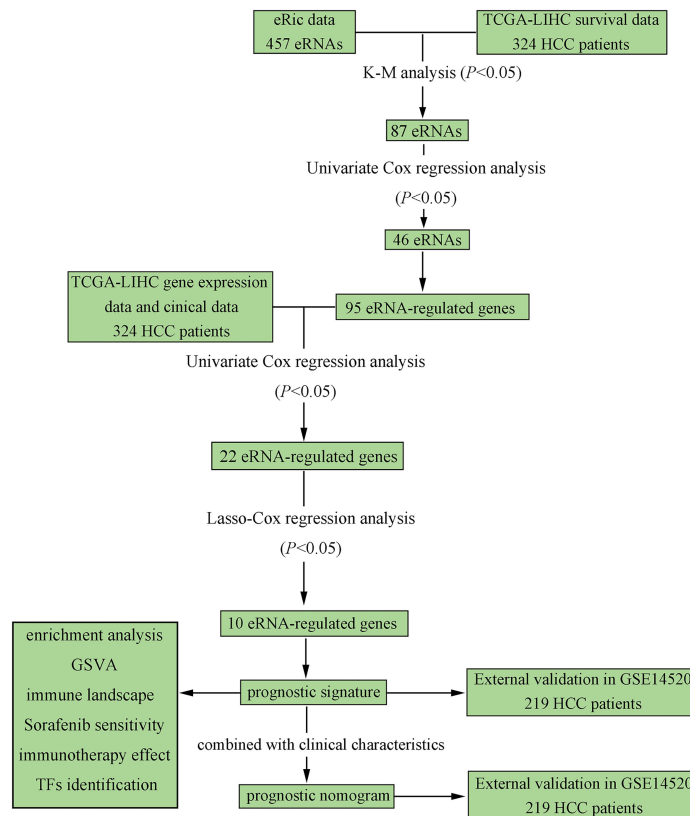 eRic data
457 eRNAs
TCGA-LIHC survival data
324 HCC patients
K-M analysis (P<0.05)
87 eRNAs
Univariate Cox regression analysis
(P<0.05)
46 eRNAs
TCGA-LIHC gene expression
data and cinical data
324 HCC patients
95 eRNA-regulated genes
Univariate Cox regression analysis
(P<0.05)
22 eRNA-regulated genes
Lasso-Cox regression analysis
(P<0.05)
10 eRNA-regulated genes
enrichment analysis
GSVA
immune landscape
Sorafenib sensitivity
immunotherapy effect
TFs identification
prognostic signature
External validation in GSE14520
219 HCC patients
combined with clinical characteristics
prognostic nomogram
External validation in GSE14520
219 HCC patients